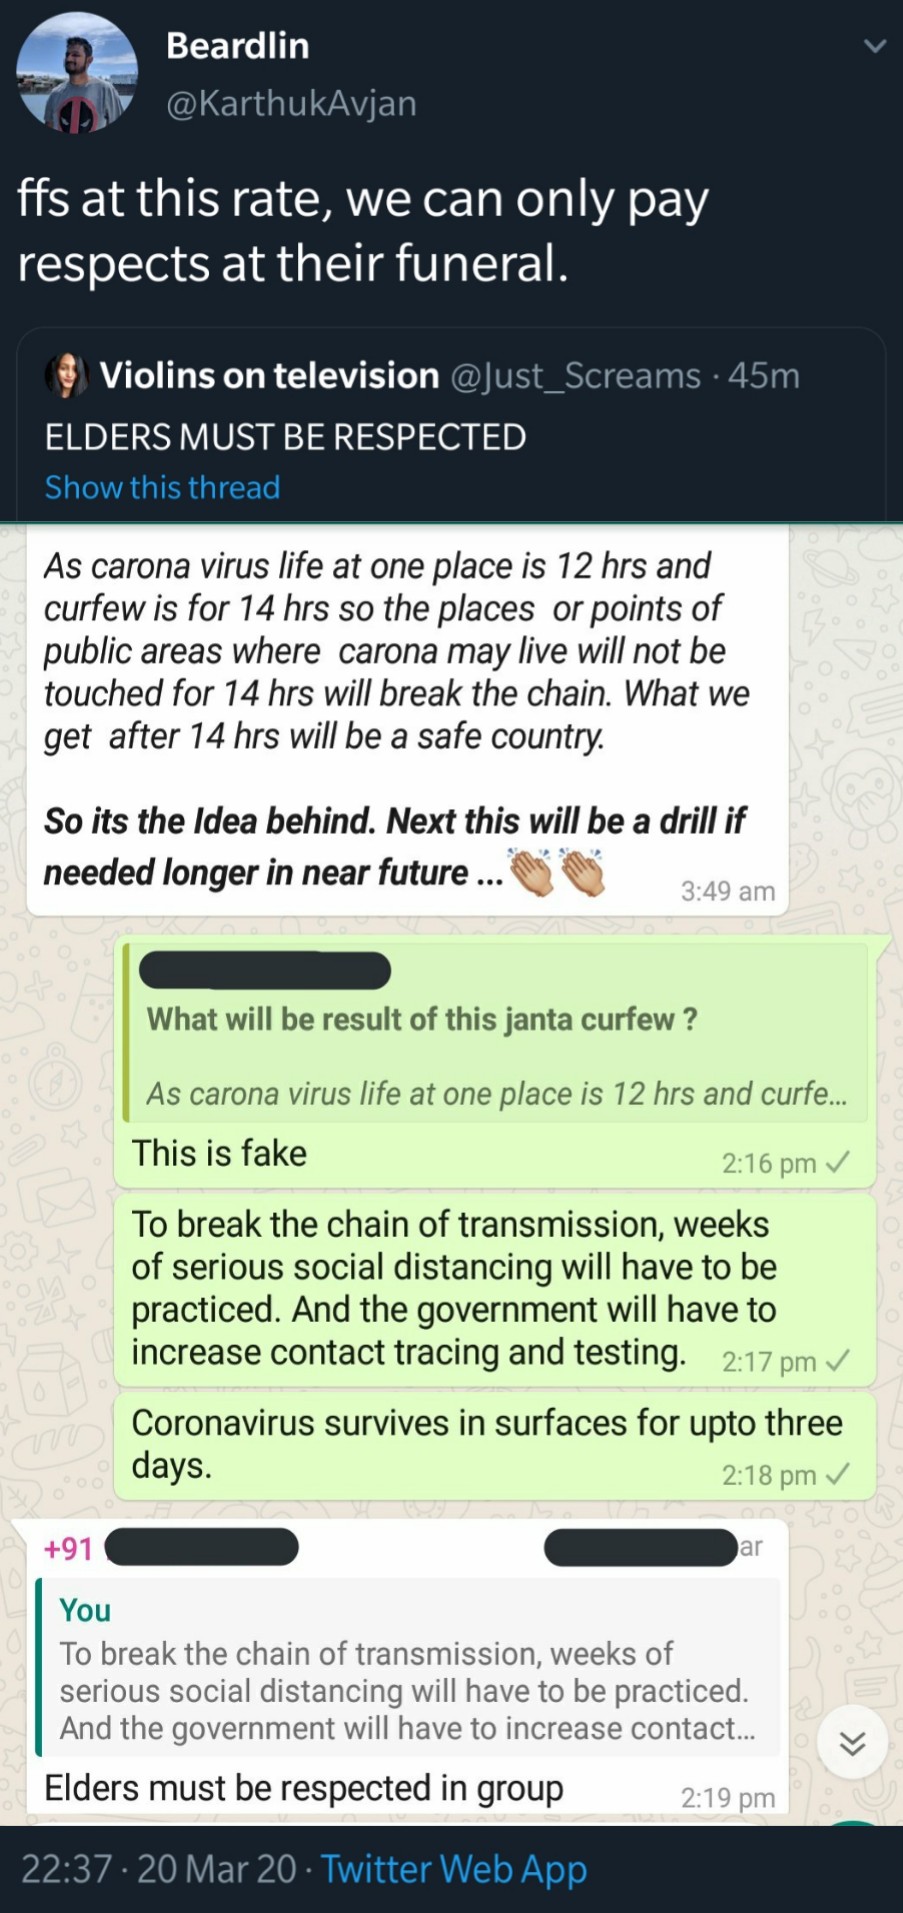 Beardlin
@KarthukAvjan
ffs at this rate, we can only pay
respects at their funeral.
Violins on television @Just_Screams · 45m
ELDERS MUST BE RESPECTED
Show this thread
As carona virus life at one place is 12 hrs and
curfew is for 14 hrs so the places or points of
public areas where carona may live will not be
touched for 14 hrs will break the chain. What we
get after 14 hrs will be a safe country.
So its the Idea behind. Next this will be a drill if
needed longer in near future ...👏👏
3:49 am
What will be result of this janta curfew ?
As carona virus life at one place is 12 hrs and curfe...
This is fake
2:16 pm
To break the chain of transmission, weeks
of serious social distancing will have to be
practiced. And the government will have to
increase contact tracing and testing. 2:17 pm
Coronavirus survives in surfaces for upto three
days.
2:18 pm
+91 ar
You
To break the chain of transmission, weeks of
serious social distancing will have to be practiced.
And the government will have to increase contact...
Elders must be respected in group
2:19 pm
22:37 · 20 Mar 20 · Twitter Web App